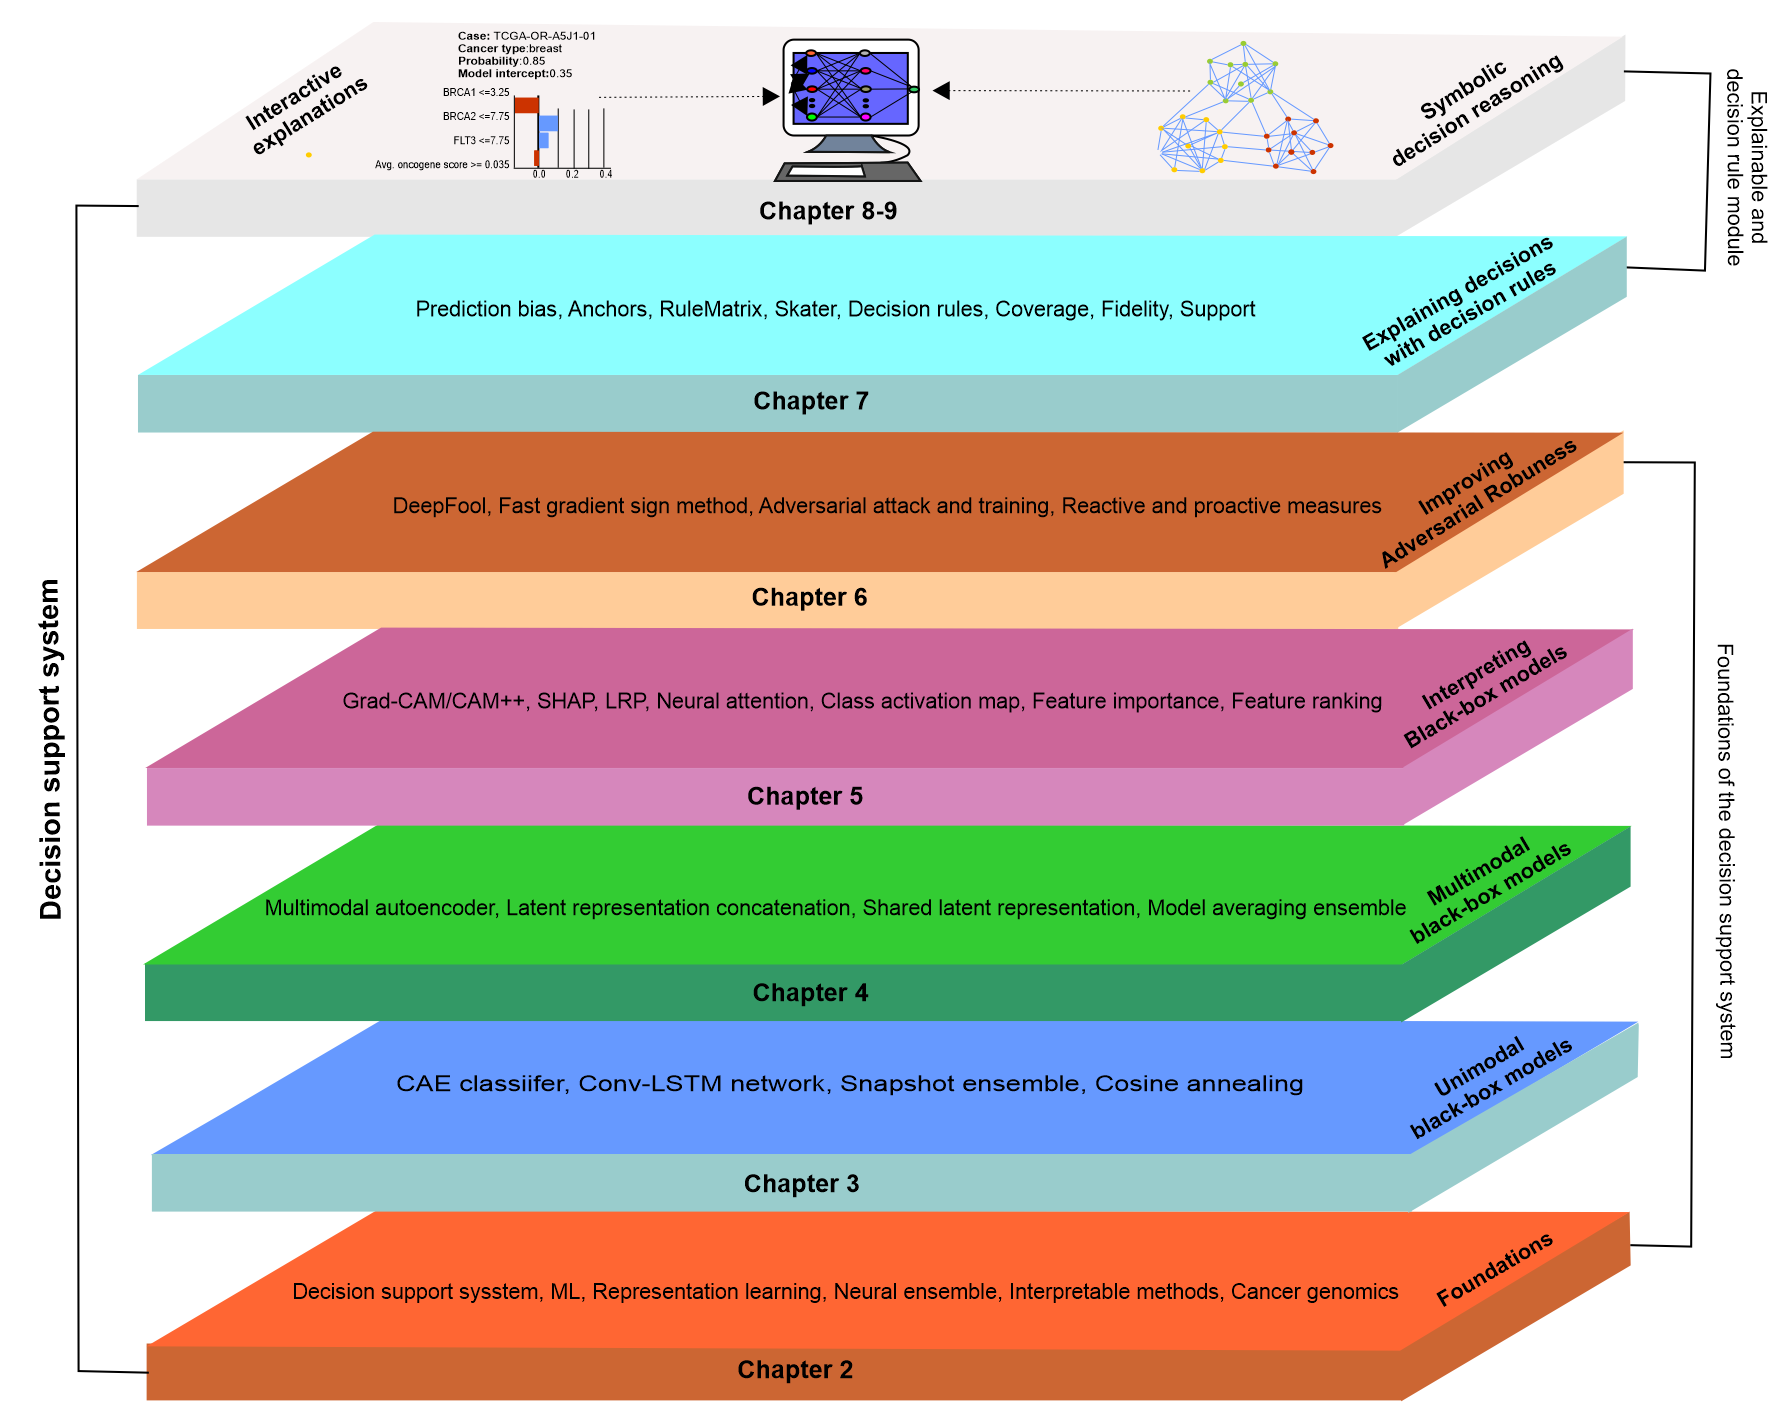 Case: TCGA-OR-A5J1-01
Cancer type:breast
Probability:0.85
Model intercept:0.35
BRCA1 <=3.25
BRCA2 <=7.75
FLT3 <=7.75
Avg. oncogene score >= 0.035
0.0 0.2 0.4
Interactive
explanations
Symbolic
decision reasoning
Chapter 8-9
Explainable and
decision rule module
Prediction bias, Anchors, RuleMatrix, Skater, Decision rules, Coverage, Fidelity, Support
Explaining decisions
with decision rules
Chapter 7
DeepFool, Fast gradient sign method, Adversarial attack and training, Reactive and proactive measures
Improving
Adversarial Robuness
Chapter 6
Decision support system
Grad-CAM/CAM++, SHAP, LRP, Neural attention, Class activation map, Feature importance, Feature ranking
Interpreting
Black-box models
Chapter 5
Foundations of the decision support system
Multimodal autoencoder, Latent representation concatenation, Shared latent representation, Model averaging ensemble
Multimodal
black-box models
Chapter 4
CAE classiifer, Conv-LSTM network, Snapshot ensemble, Cosine annealing
Unimodal
black-box models
Chapter 3
Decision support sysstem, ML, Representation learning, Neural ensemble, Interpretable methods, Cancer genomics
Foundations
Chapter 2